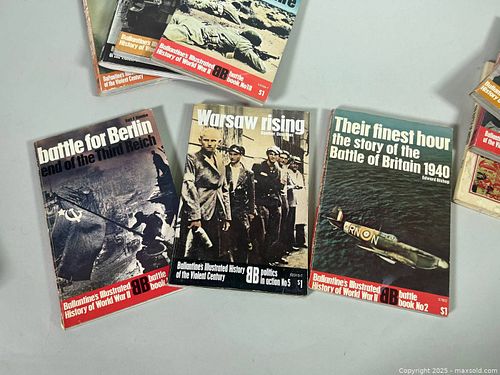 Ballantine's Illustrated
History of World War II
BB
battle
book No 18
$1
Ballantine's Illustrated
of the Violent Century
battle for Berlin
end of the Third Reich
Ballantine's Illustrated
History of World War II
BB
battle
book
Warsaw rising
Ballantine's Illustrated History
of the Violent Century
BB
politics
in action No 5
$1
Their finest hour
the story of the
Battle of Britain 1940
Edward Bishop
RN
N
Ballantine's Illustrated
History of World War II
BB
battle
book No 2
$1
Copyright 2025 - maxsold.com